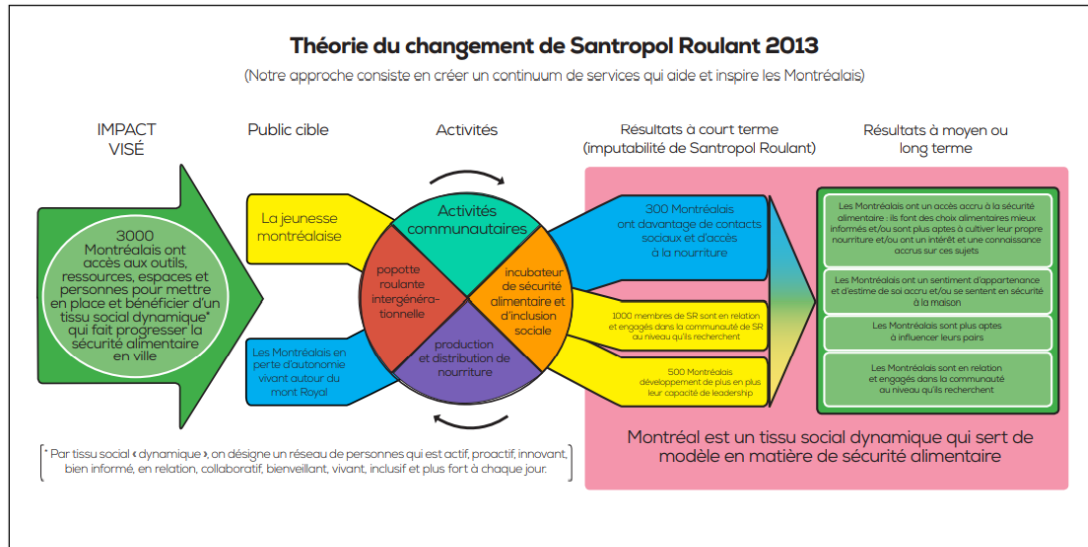 Théorie du changement de Santropol Roulant 2013
(Notre approche consiste en créer un continuum de services qui aide et inspire les Montréalais)
IMPACT
VISÉ
3000
Montréalais ont
accès aux outils,
ressources, espaces et
personnes pour mettre
en place et bénéficier d'un
tissu social dynamique*
qui fait progresser la
sécurité alimentaire
en ville
Public cible
La jeunesse
montréalaise
Les Montréalais en
perte d'autonomie
vivant autour du
mont Royal
Activités
Activités
communautaires
popotte
roulante
intergénéra-
tionnelle
incubateur
de sécurité
alimentaire et
d'inclusion
sociale
production
et distribution de
nourriture
Résultats à court terme
(imputabilité de Santropol Roulant)
300 Montréalais
ont davantage de contacts
sociaux et d'accès
à la nourriture
1000 membres de SR sont en relation
et engagés dans la communauté de SR
au niveau qu'ils recherchent
500 Montréalais
développement de plus en plus
leur capacité de leadership
Résultats à moyen ou
long terme
Les Montréalais ont un accès accru à la sécurité
alimentaire : ils font des choix alimentaires mieux
informés et/ou sont plus aptes à cultiver leur propre
nourriture et/ou ont un intérêt et une connaissance
accrus sur ces sujets
Les Montréalais ont un sentiment d'appartenance
et d'estime de soi accru et/ou se sentent en sécurité
à la maison
Les Montréalais sont plus aptes
à influencer leurs pairs
Les Montréalais sont en relation
et engagés dans la communauté
au niveau qu'ils recherchent
Montréal est un tissu social dynamique qui sert de
modèle en matière de sécurité alimentaire
* Par tissu social « dynamique », on désigne un réseau de personnes qui est actif, proactif, innovant,
bien informé, en relation, collaboratif, bienveillant, vivant, inclusif et plus fort à chaque jour.